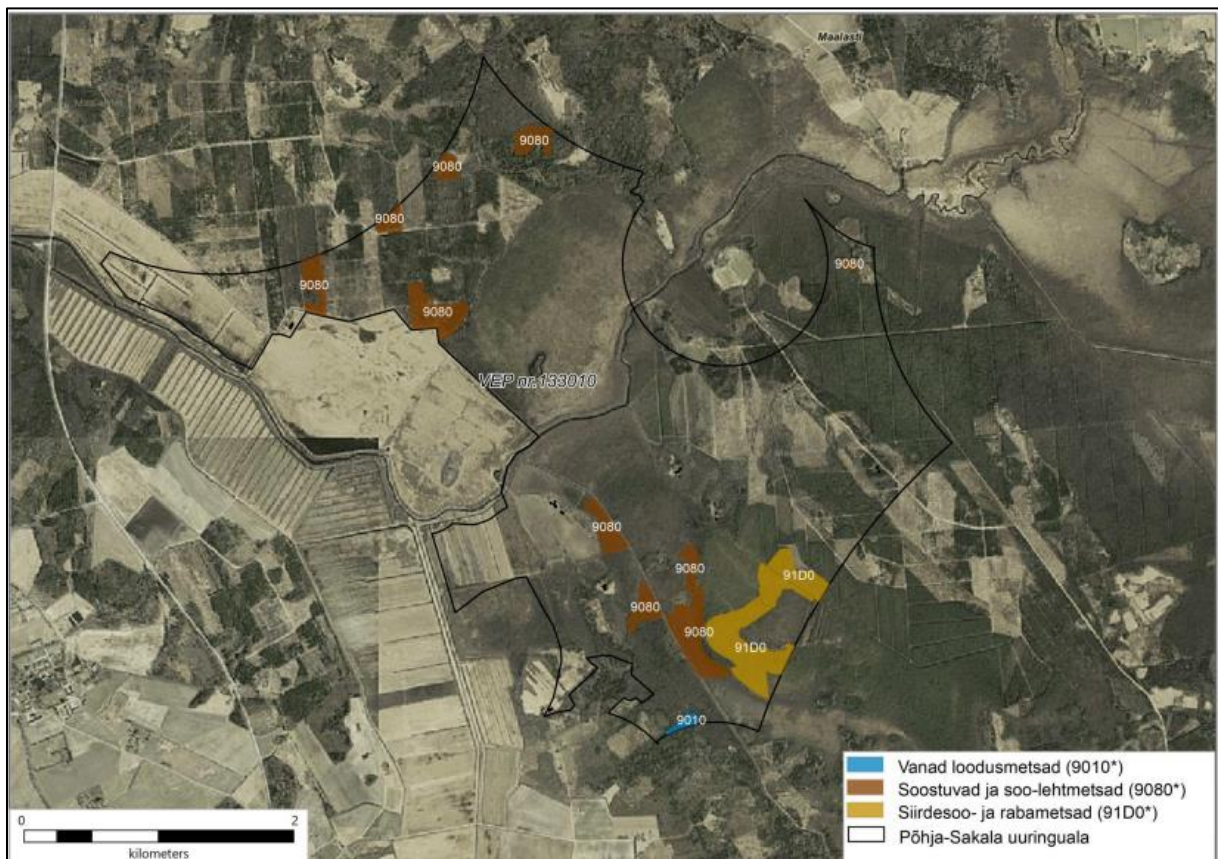 Maalasti
9080
9080
9080
9080
9080
9080
VEP nr.133010
9080
9080
9080
9080
91D0
91D0
9010
Vanad loodusmetsad (9010*)
Soostuvad ja soo-lehtmetsad (9080*)
Siirdesoo- ja rabametsad (91D0*)
Põhja-Sakala uuringuala
0
2
kilometers